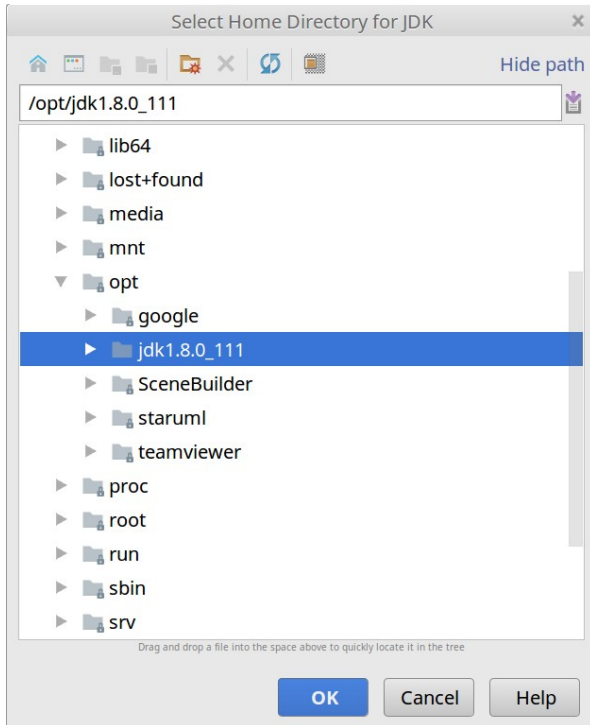 Select Home Directory for JDK
Hide path
/opt/jdk1.8.0_111
lib64
lost+found
media
mnt
opt
google
jdk1.8.0_111
SceneBuilder
staruml
teamviewer
proc
root
run
sbin
srv
Drag and drop a file into the space above to quickly locate it in the tree
OK Cancel Help